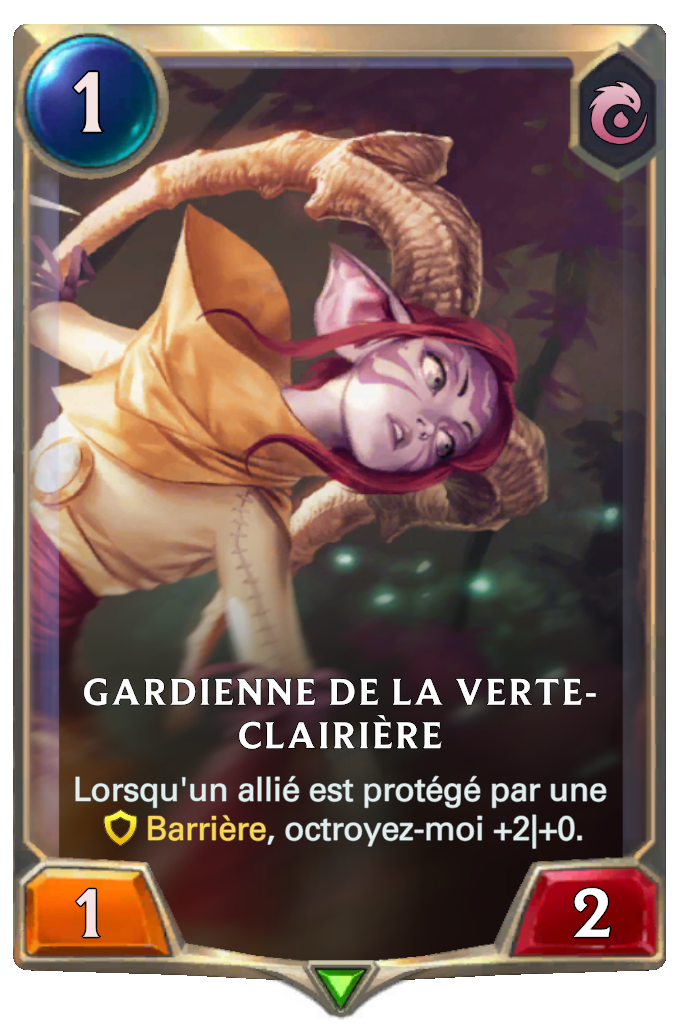 1
GARDIENNE DE LA VERTE-
CLAIRIÈRE
Lorsqu'un allié est protégé par une
Barrière, octroyez-moi +2|+0.
1
2